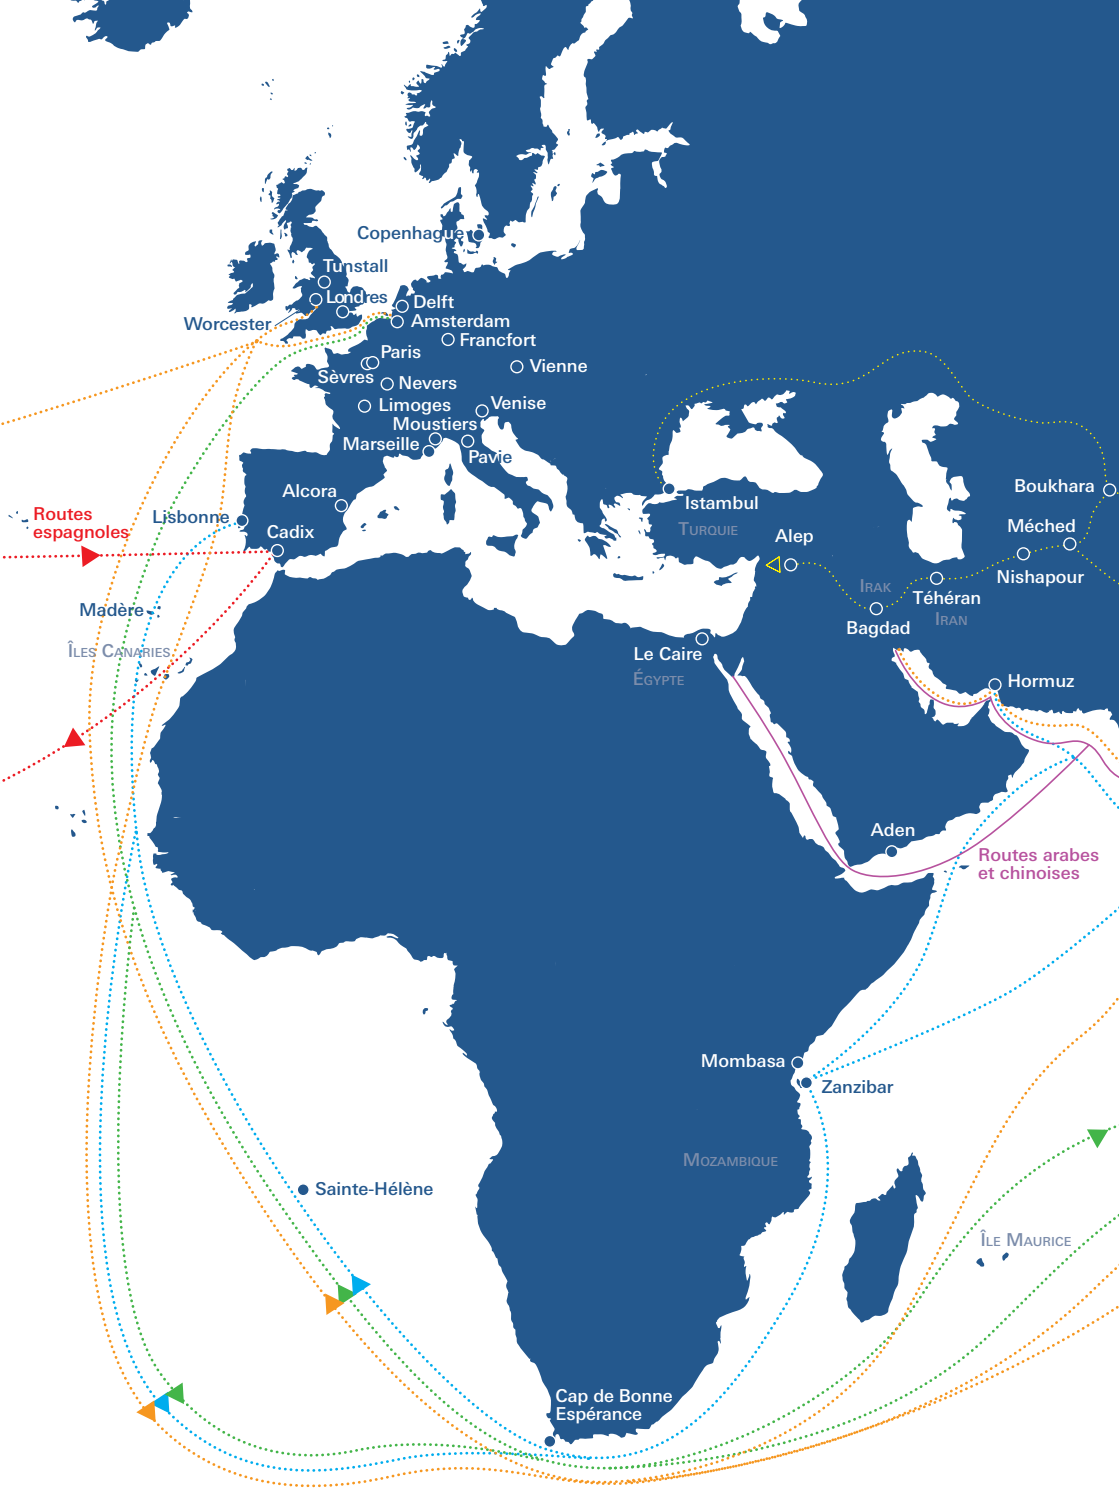 Copenhague
Tunstall
Londres
Delft
Amsterdam
Worcester
Francfort
Paris
Vienne
Sèvres
Nevers
Limoges
Venise
Moustiers
Marseille
Pavie
Alcora
Boukhara
Istambul
Routes
espagnoles
Lisbonne
Cadix
Turquie
Alep
Méched
Nishapour
Irak
Téhéran
Iran
Bagdad
Madère
Îles Canaries
Le Caire
Égypte
Hormuz
Aden
Routes arabes
et chinoises
Mombasa
Zanzibar
Mozambique
Sainte-Hélène
Île Maurice
Cap de Bonne
Espérance